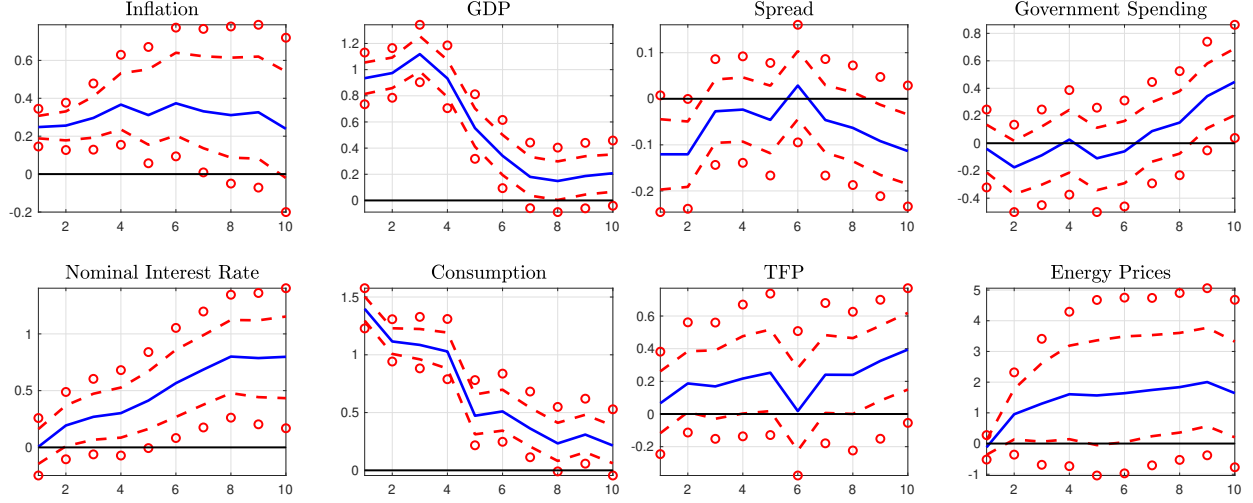 Inflation GDP Spread Government Spending
0.6 0.4 0.2 0 -0.2
2 4 6 8 10
1.2 1 0.8 0.6 0.4 0.2 0
2 4 6 8 10
0.1 0 -0.1 -0.2
2 4 6 8 10
0.8 0.6 0.4 0.2 0 -0.2 -0.4
2 4 6 8 10
Nominal Interest Rate Consumption TFP Energy Prices
1 0.5 0
2 4 6 8 10
1.5 1 0.5 0
2 4 6 8 10
0.6 0.4 0.2 0 -0.2
2 4 6 8 10
5 4 3 2 1 0 -1
2 4 6 8 10